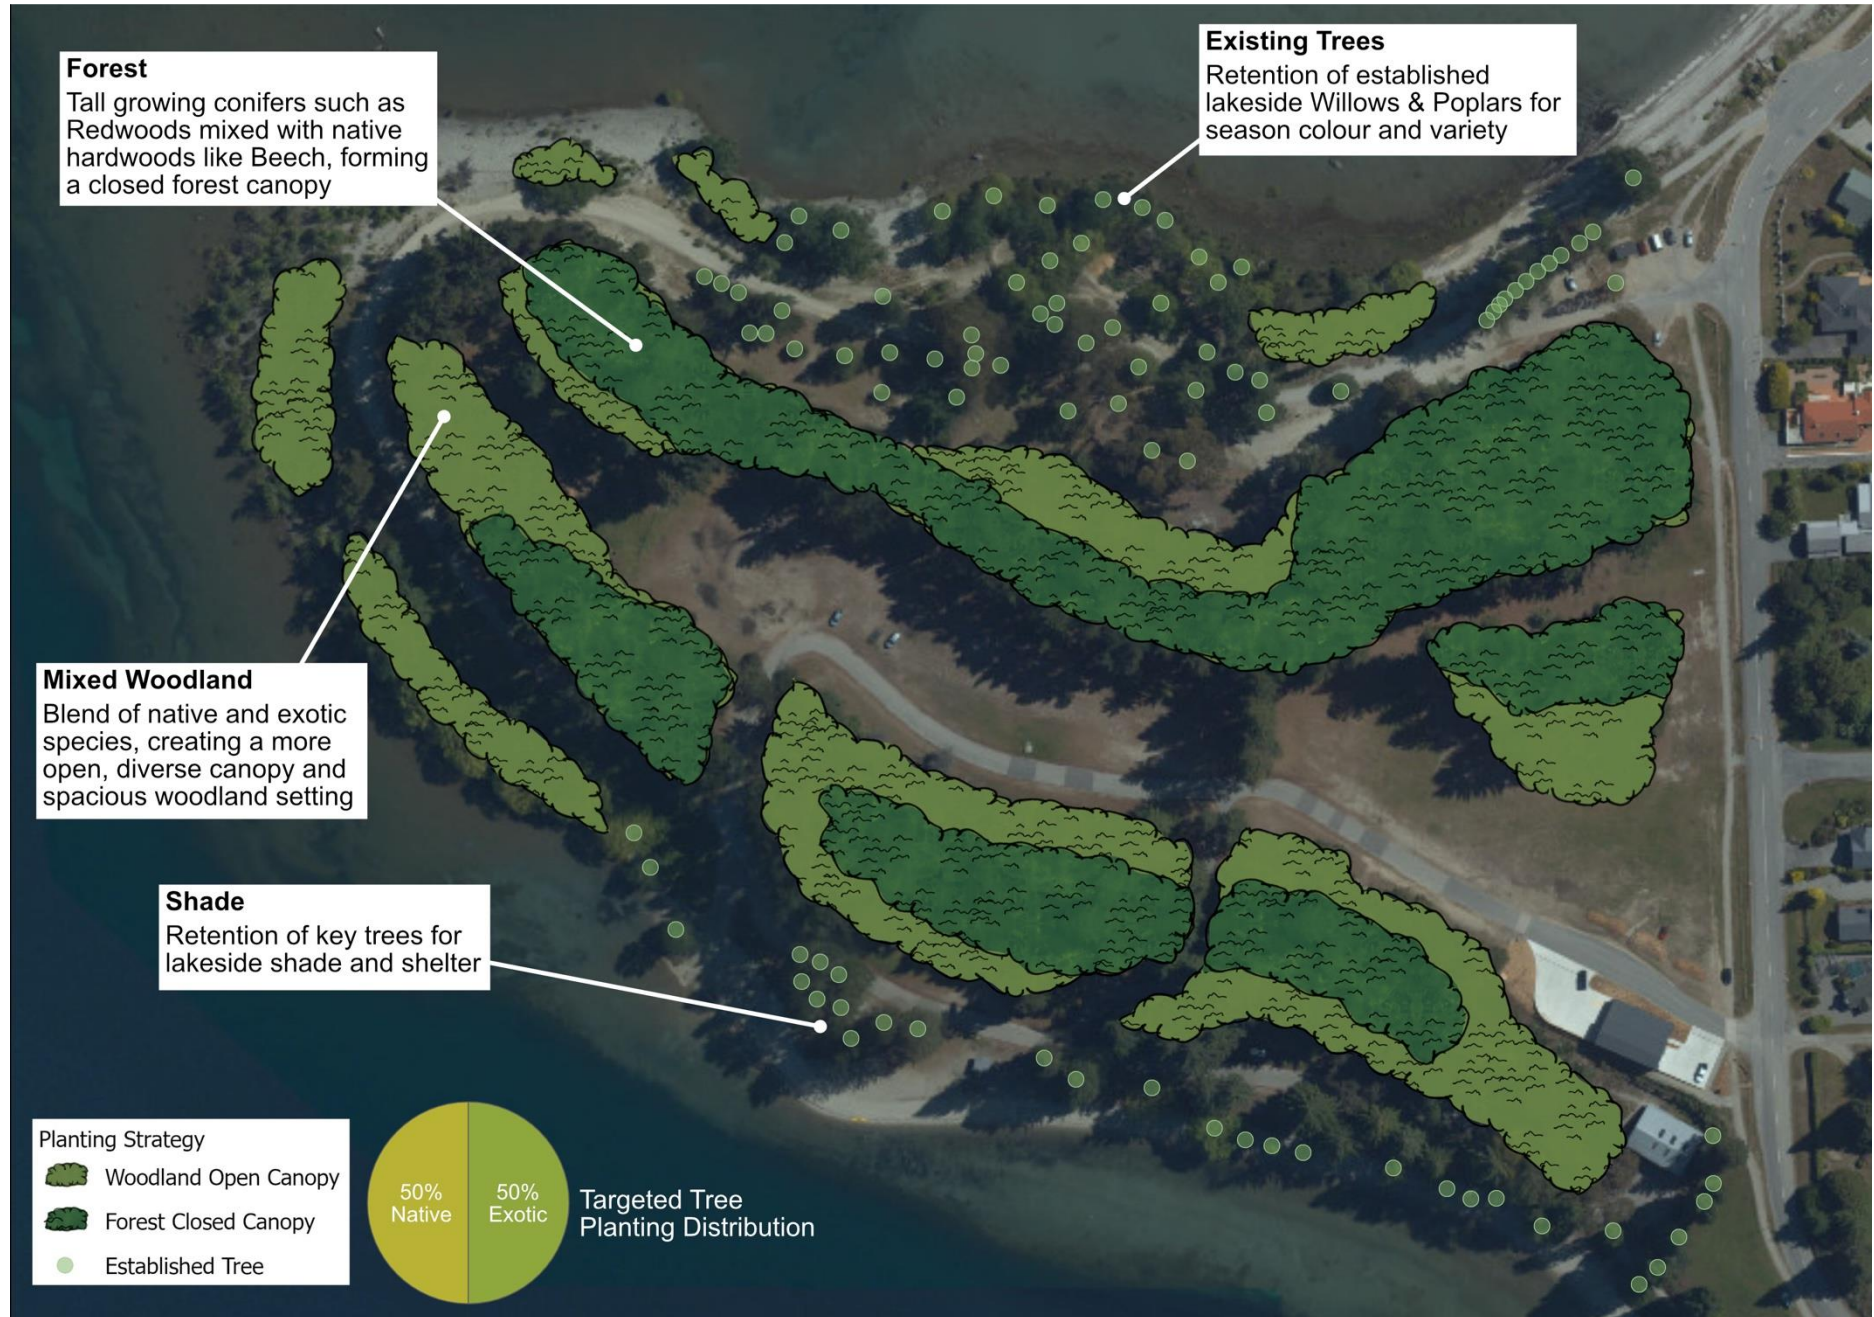 Forest
Tall growing conifers such as
Redwoods mixed with native
hardwoods like Beech, forming
a closed forest canopy
Existing Trees
Retention of established
lakeside Willows & Poplars for
season colour and variety
Mixed Woodland
Blend of native and exotic
species, creating a more
open, diverse canopy and
spacious woodland setting
Shade
Retention of key trees for
lakeside shade and shelter
Planting Strategy
Woodland Open Canopy
Forest Closed Canopy
Established Tree
50%
Native
50%
Exotic
Targeted Tree
Planting Distribution